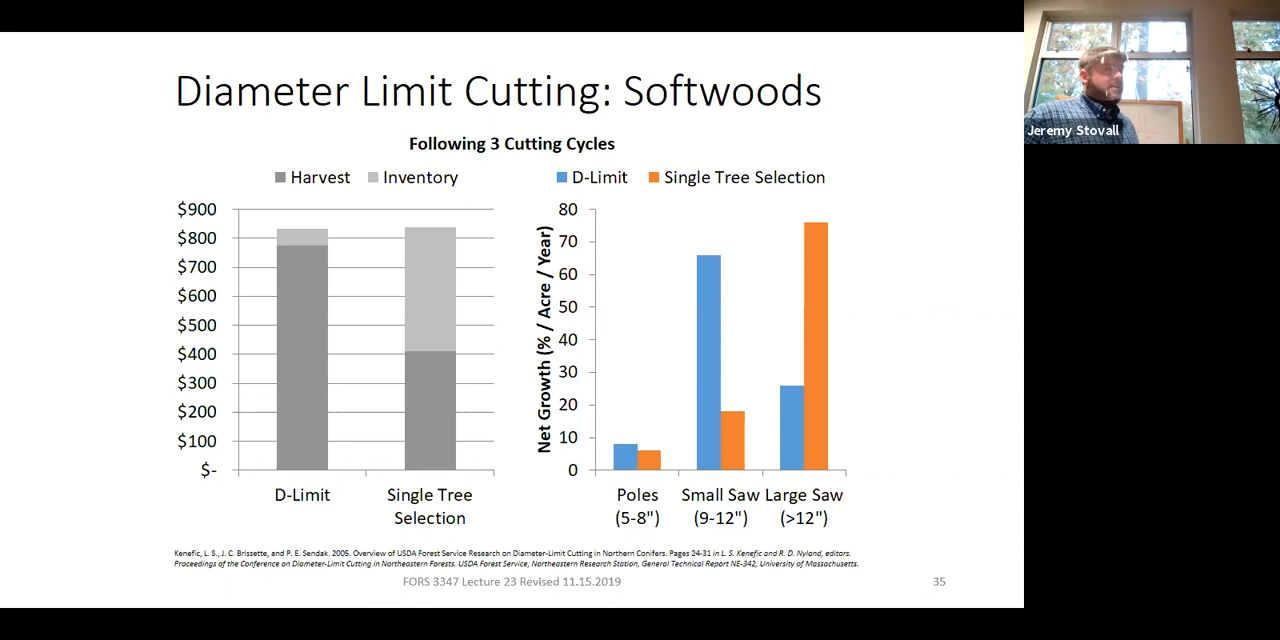 Diameter Limit Cutting: Softwoods
Following 3 Cutting Cycles
Harvest Inventory
$900
$800
$700
$600
$500
$400
$300
$200
$100
$-
D-Limit
Single Tree
Selection
D-Limit Single Tree Selection
Net Growth (% / Acre / Year)
80
70
60
50
40
30
20
10
0
Poles
(5-8")
Small Saw
(9-12")
Large Saw
(>12")
Kenefic, L. S., J. C. Brissette, and P. E. Sendak. 2005. Overview of USDA Forest Service Research on Diameter-Limit Cutting in Northern Conifers. Pages 24-31 in L. S. Kenefic and R. D. Nyland, editors.
Proceedings of the Conference on Diameter-Limit Cutting in Northeastern Forests. USDA Forest Service, Northeastern Research Station, General Technical Report NE-342, University of Massachusetts.
FORS 3347 Lecture 23 Revised 11.15.2019
35
Jeremy Stovall